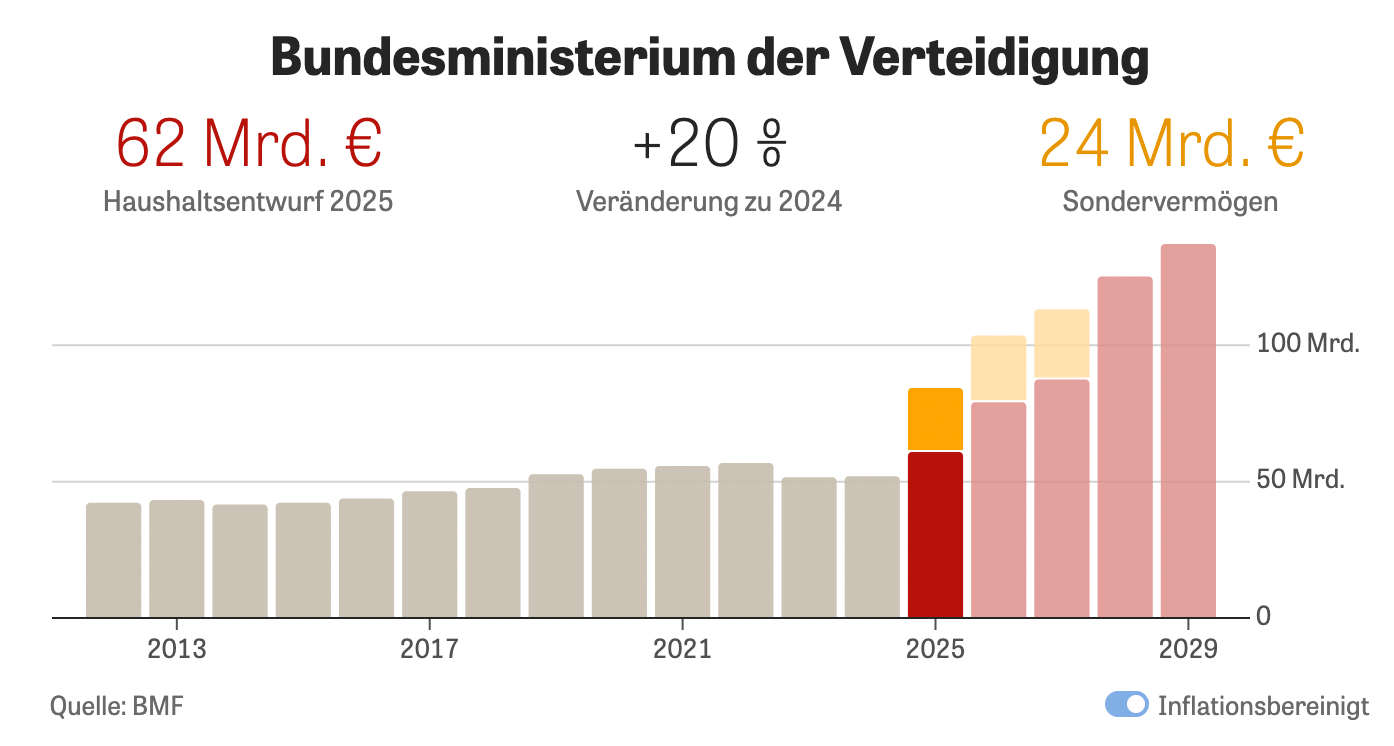 Bundesministerium der Verteidigung
62 Mrd. €
Haushaltsentwurf 2025
+20 %
Veränderung zu 2024
24 Mrd. €
Sondervermögen
100 Mrd.
50 Mrd.
0
2013 2017 2021 2025 2029
Quelle: BMF
Inflationsbereinigt